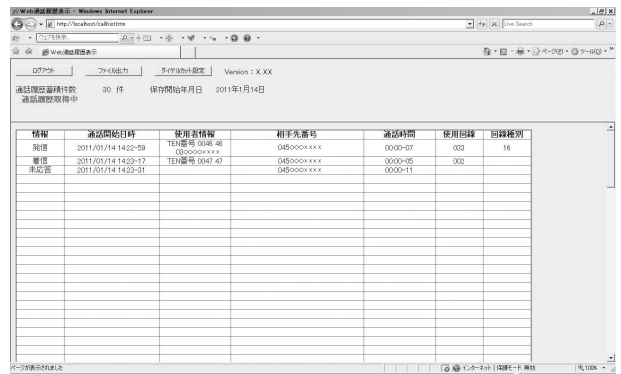 Web通話履歴表示 - Windows Internet Explorer
http://localhost/callhist.htm
Live Search
ウェブを検索
Web通話履歴表示
ページ(P) ツール(O)
ログアウト ファイル出力 ダイヤルカット設定 Version：X.XX
通話履歴蓄積件数 30 件 保存開始年月日 2011年1月14日
通話履歴取得中
情報 通話開始日時 使用者情報 相手先番号 通話時間 使用回線 回線種別
発信 2011/01/14 14:22-59 TEN番号 0046 46 045○○○×××× 00:00-07 033 16
030○○○××××
着信 2011/01/14 14:23-17 TEN番号 0047 47 045○○○×××× 00:00-05 002
未応答 2011/01/14 14:23-31 045○○○×××× 00:00-11
ページが表示されました インターネット | 保護モード: 無効 100%